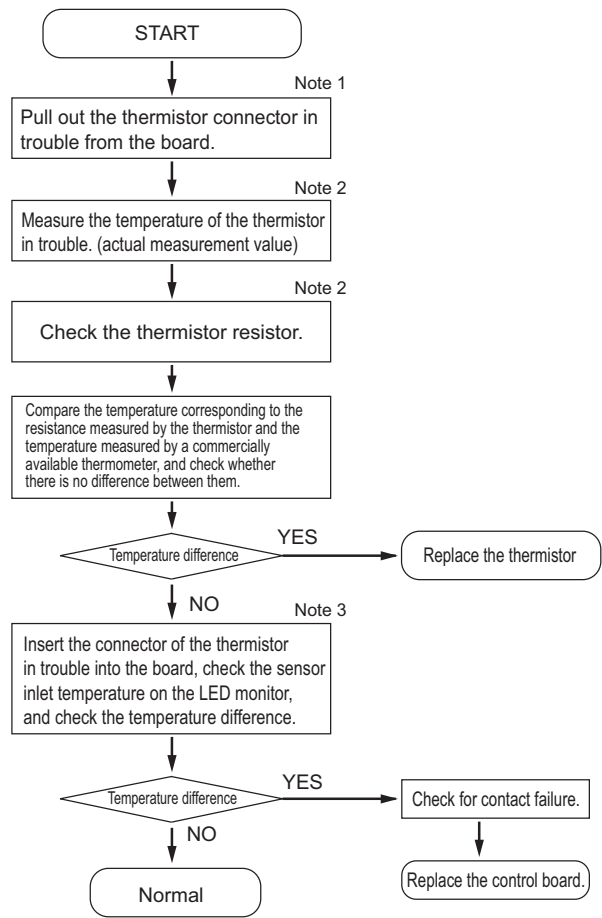 START
Note 1
Pull out the thermistor connector in
trouble from the board.
Note 2
Measure the temperature of the thermistor
in trouble. (actual measurement value)
Note 2
Check the thermistor resistor.
Compare the temperature corresponding to the
resistance measured by the thermistor and the
temperature measured by a commercially
available thermometer, and check whether
there is no difference between them.
Temperature difference
YES
Replace the thermistor
NO
Note 3
Insert the connector of the thermistor
in trouble into the board, check the sensor
inlet temperature on the LED monitor,
and check the temperature difference.
Temperature difference
YES
Check for contact failure.
NO
Replace the control board.
Normal